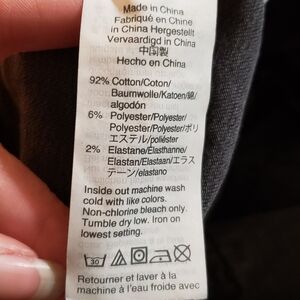 Made in China
Fabriqué en Chine
in China Hergestellt
Vervaardigd in China
中国製
Hecho en China
92% Cotton/Coton/
Baumwolle/Katoen/綿/
algodón
6% Polyester/Polyester/
Polyester/Polyester/ポリ
エステル/poliéster
2% Elastane/Élasthanne/
Elastan/Elastaan/エラス
テーン/elastano
Inside out machine wash
cold with like colors.
Non-chlorine bleach only.
Tumble dry low. Iron on
lowest setting.
30
Retourner et laver à la
machine à l'eau froide avec